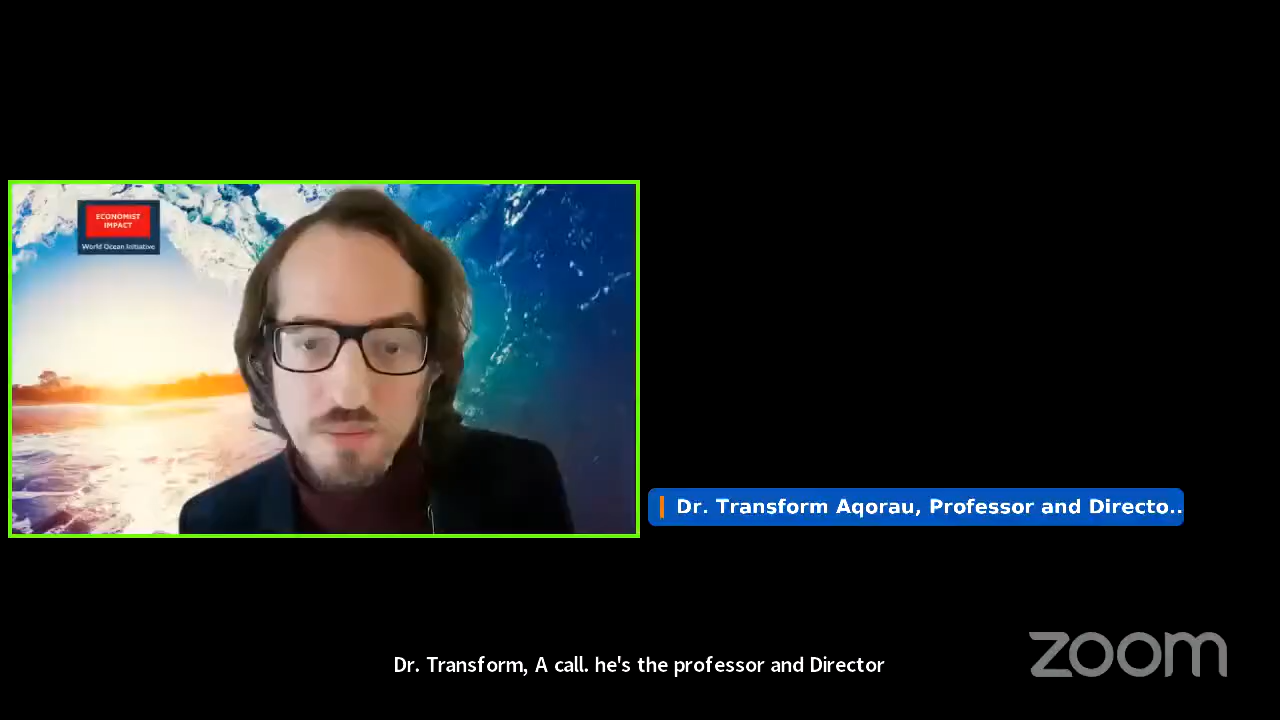 ECONOMIST
IMPACT
World Ocean Initiative
Dr. Transform Aqorau, Professor and Directo..
Dr. Transform, A call. he's the professor and Director
zoom